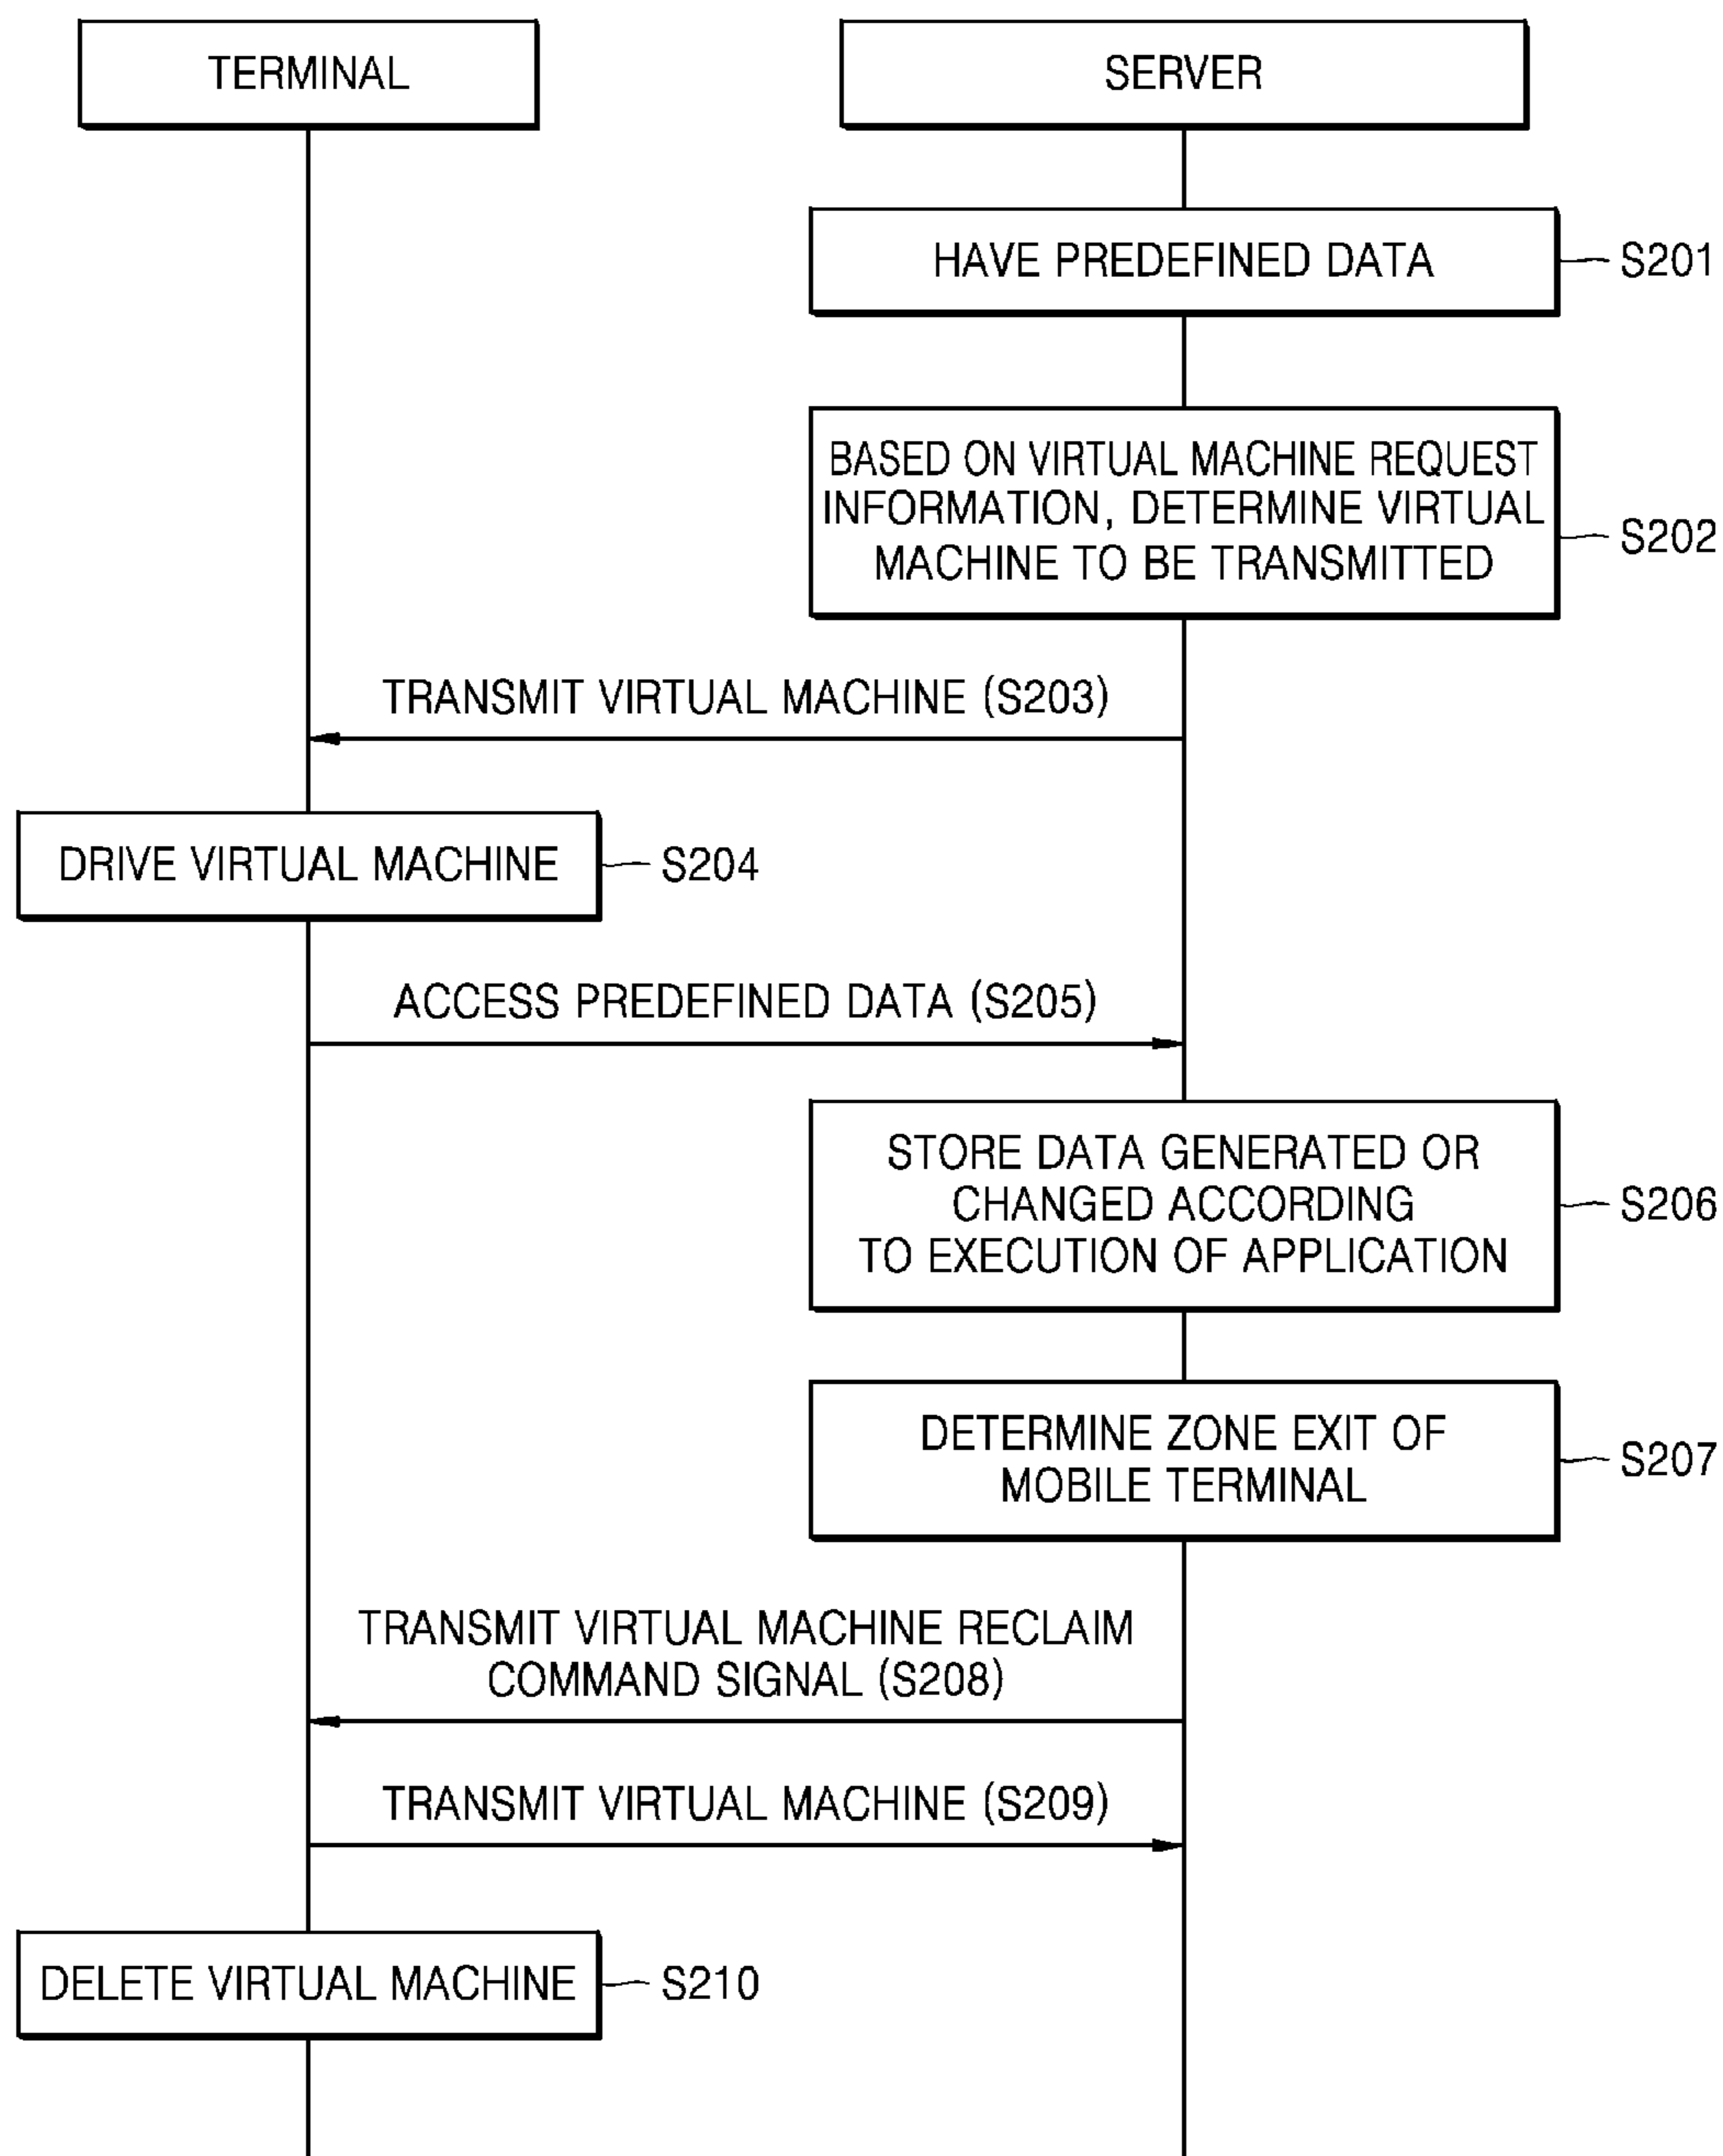 TERMINAL
SERVER
HAVE PREDEFINED DATA
S201
BASED ON VIRTUAL MACHINE REQUEST
INFORMATION, DETERMINE VIRTUAL
MACHINE TO BE TRANSMITTED
S202
TRANSMIT VIRTUAL MACHINE (S203)
DRIVE VIRTUAL MACHINE
S204
ACCESS PREDEFINED DATA (S205)
STORE DATA GENERATED OR
CHANGED ACCORDING
TO EXECUTION OF APPLICATION
S206
DETERMINE ZONE EXIT OF
MOBILE TERMINAL
S207
TRANSMIT VIRTUAL MACHINE RECLAIM
COMMAND SIGNAL (S208)
TRANSMIT VIRTUAL MACHINE (S209)
DELETE VIRTUAL MACHINE
S210